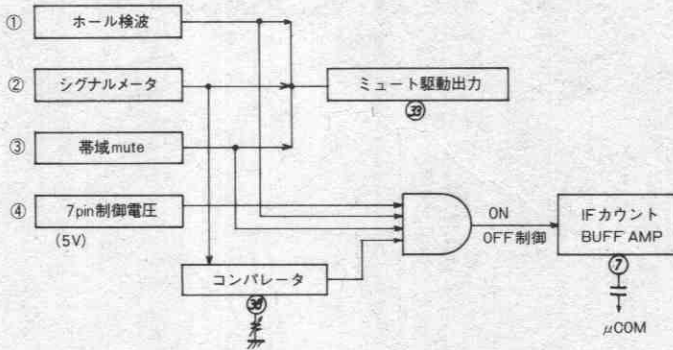 ① ホール検波
② シグナルメータ
ミュート駆動出力
㉝
③ 帯域mute
④ 7pin制御電圧
(5V)
ON
OFF制御
IFカウント
BUFF AMP
⑦
コンパレータ
μCOM